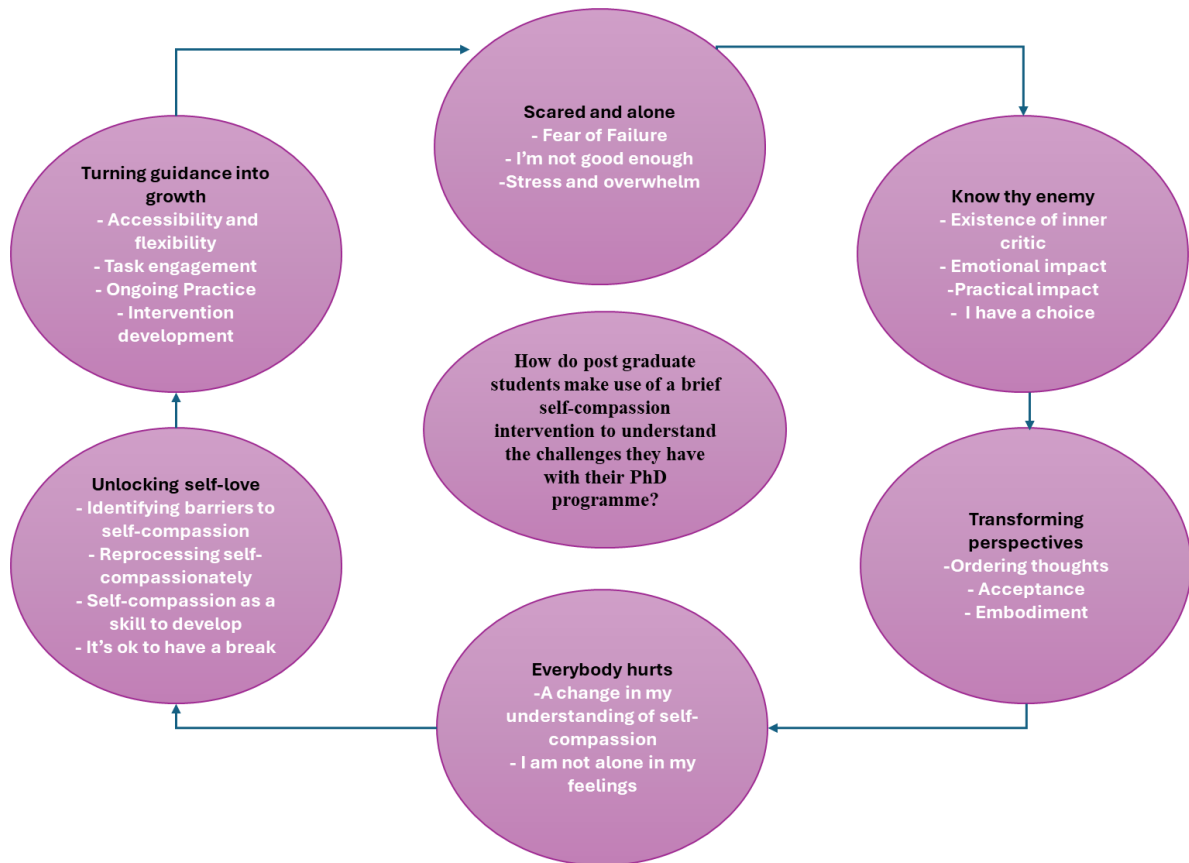 Scared and alone
- Fear of Failure
- I'm not good enough
-Stress and overwhelm
Know thy enemy
- Existence of inner
critic
- Emotional impact
-Practical impact
- I have a choice
Transforming
perspectives
-Ordering thoughts
- Acceptance
- Embodiment
Everybody hurts
-A change in my
understanding of self-
compassion
- I am not alone in my
feelings
Unlocking self-love
- Identifying barriers to
self-compassion
- Reprocessing self-
compassionately
- Self-compassion as a
skill to develop
- It's ok to have a break
Turning guidance into
growth
- Accessibility and
flexibility
- Task engagement
- Ongoing Practice
- Intervention
development
How do post graduate
students make use of a brief
self-compassion
intervention to understand
the challenges they have
with their PhD
programme?